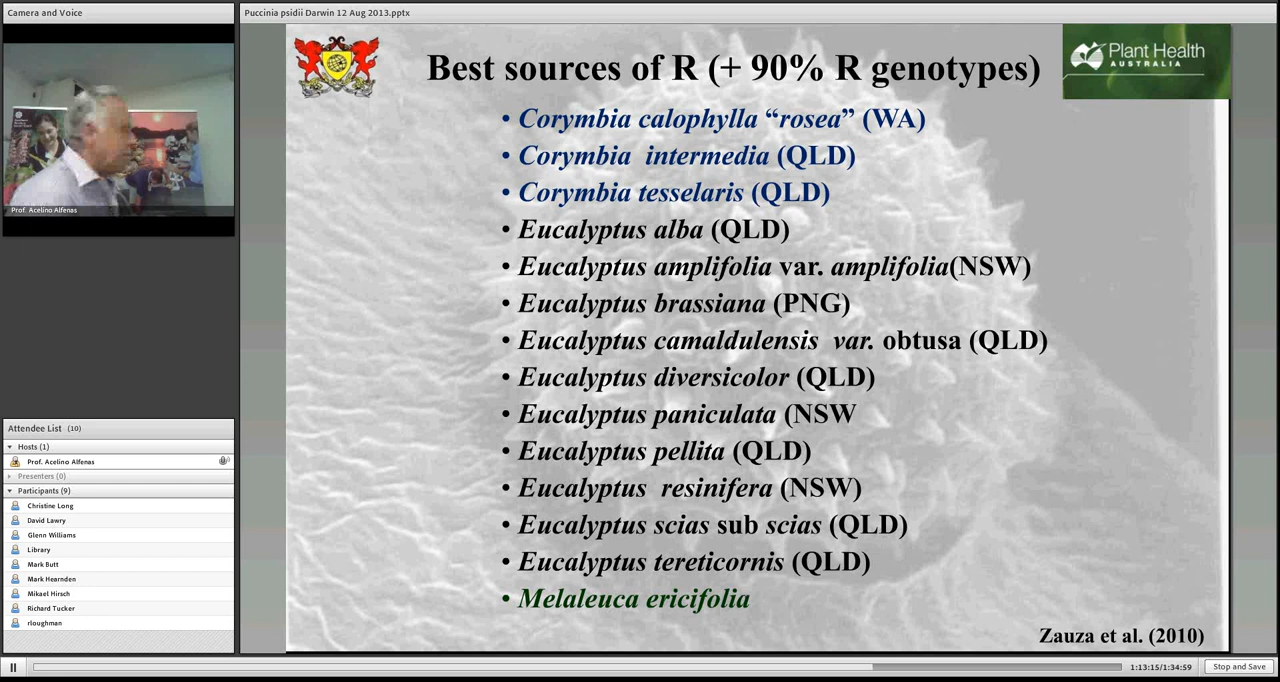 Camera and Voice
Prof. Acelino Alfenas
Attendee List (10)
Hosts (1)
Prof. Acelino Alfenas
Presenters (0)
Participants (9)
Christine Long
David Lawry
Glenn Williams
Library
Mark Butt
Mark Hearnden
Mikael Hirsch
Richard Tucker
rloughman
Puccinia psidii Darwin 12 Aug 2013.pptx
Best sources of R (+ 90% R genotypes)
Plant Health
AUSTRALIA
• Corymbia calophylla “rosea” (WA)
• Corymbia intermedia (QLD)
• Corymbia tesselaris (QLD)
• Eucalyptus alba (QLD)
• Eucalyptus amplifolia var. amplifolia(NSW)
• Eucalyptus brassiana (PNG)
• Eucalyptus camaldulensis var. obtusa (QLD)
• Eucalyptus diversicolor (QLD)
• Eucalyptus paniculata (NSW
• Eucalyptus pellita (QLD)
• Eucalyptus resinifera (NSW)
• Eucalyptus scias sub scias (QLD)
• Eucalyptus tereticornis (QLD)
• Melaleuca ericifolia
Zauza et al. (2010)
1:13:15/1:34:59
Stop and Save